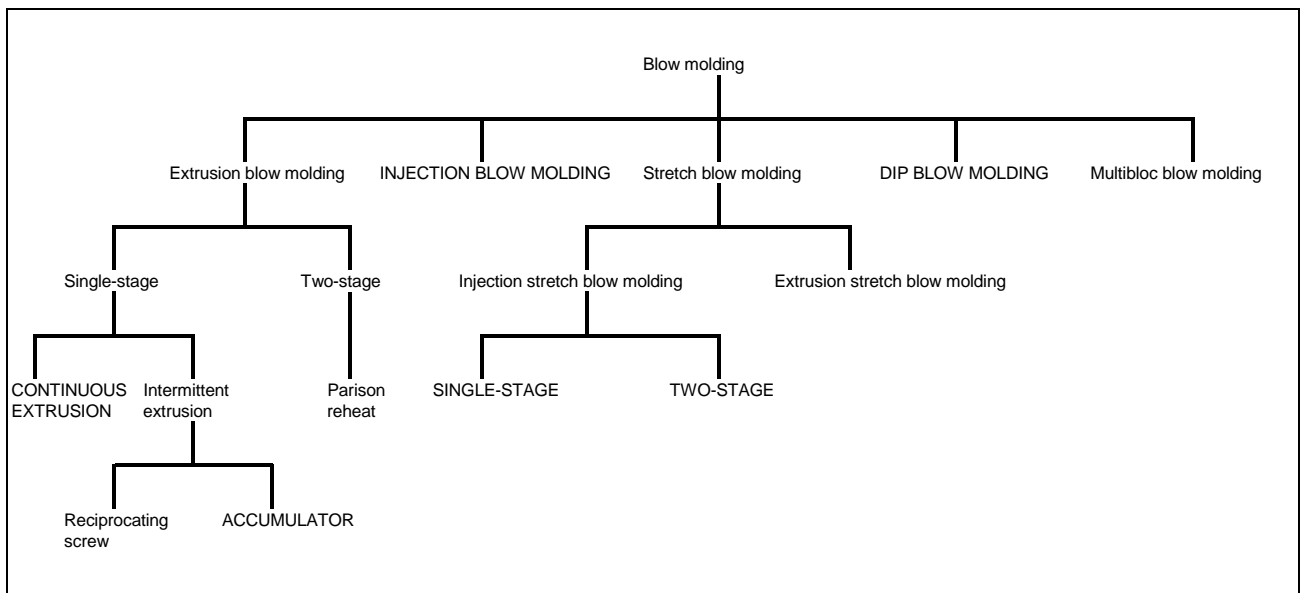 Blow molding
Extrusion blow molding
INJECTION BLOW MOLDING
Stretch blow molding
DIP BLOW MOLDING
Multibloc blow molding
Single-stage
Two-stage
Injection stretch blow molding
Extrusion stretch blow molding
CONTINUOUS
EXTRUSION
Intermittent
extrusion
Parison
reheat
SINGLE-STAGE
TWO-STAGE
Reciprocating
screw
ACCUMULATOR